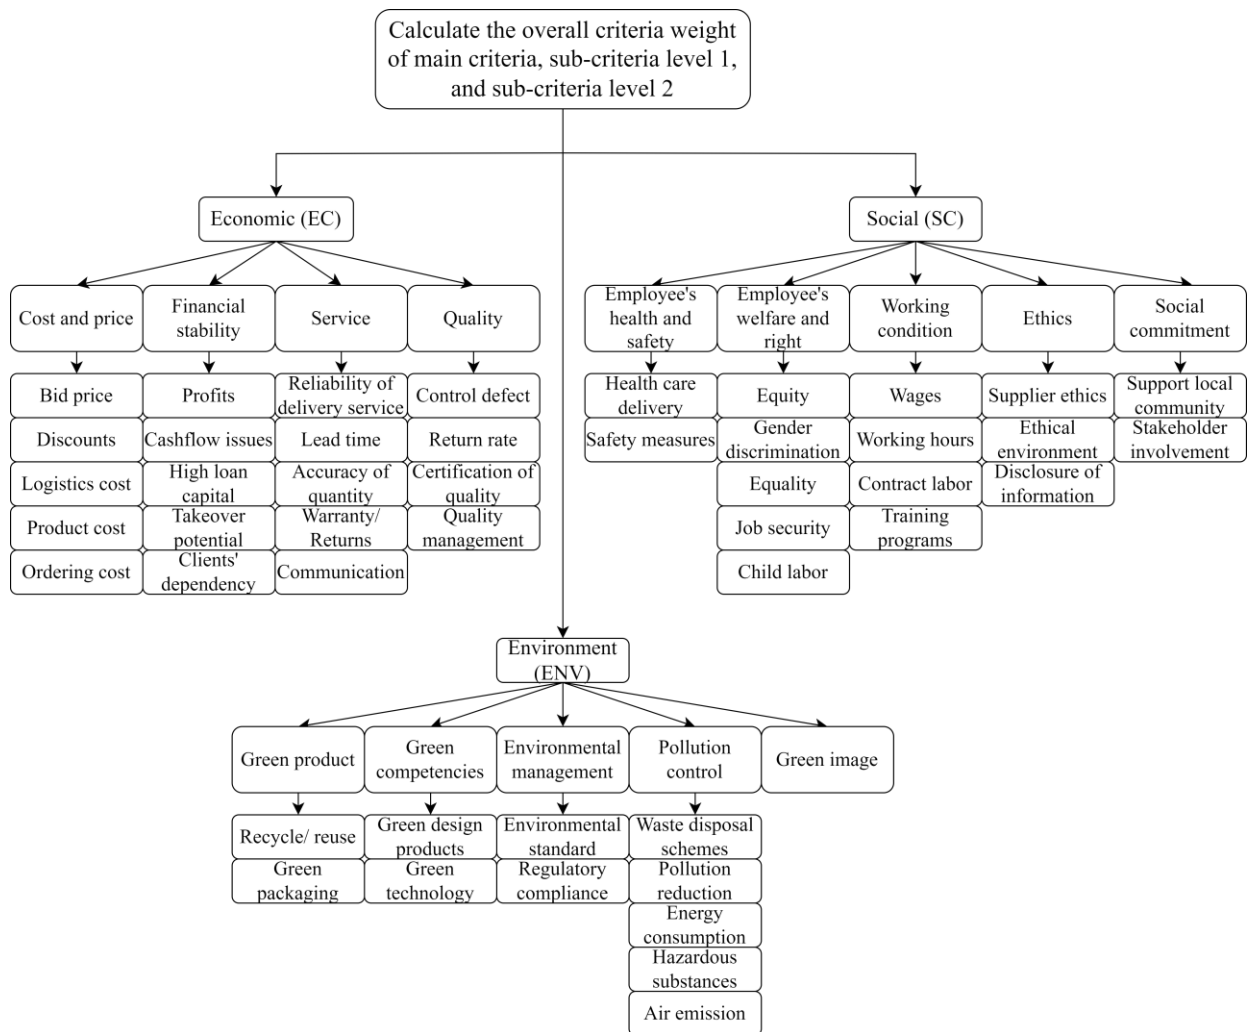 Calculate the overall criteria weight
of main criteria, sub-criteria level 1,
and sub-criteria level 2
Economic (EC)
Social (SC)
Cost and price
Financial
stability
Service
Quality
Employee's
health and
safety
Employee's
welfare and
right
Working
condition
Ethics
Social
commitment
Bid price
Discounts
Logistics cost
Product cost
Ordering cost
Profits
Cashflow issues
High loan
capital
Takeover
potential
Clients'
dependency
Reliability of
delivery service
Lead time
Accuracy of
quantity
Warranty/
Returns
Communication
Control defect
Return rate
Certification of
quality
Quality
management
Health care
delivery
Safety measures
Equity
Gender
discrimination
Equality
Job security
Child labor
Wages
Working hours
Contract labor
Training
programs
Supplier ethics
Ethical
environment
Disclosure of
information
Support local
community
Stakeholder
involvement
Environment
(ENV)
Green product
Green
competencies
Environmental
management
Pollution
control
Green image
Recycle/ reuse
Green
packaging
Green design
products
Green
technology
Environmental
standard
Regulatory
compliance
Waste disposal
schemes
Pollution
reduction
Energy
consumption
Hazardous
substances
Air emission